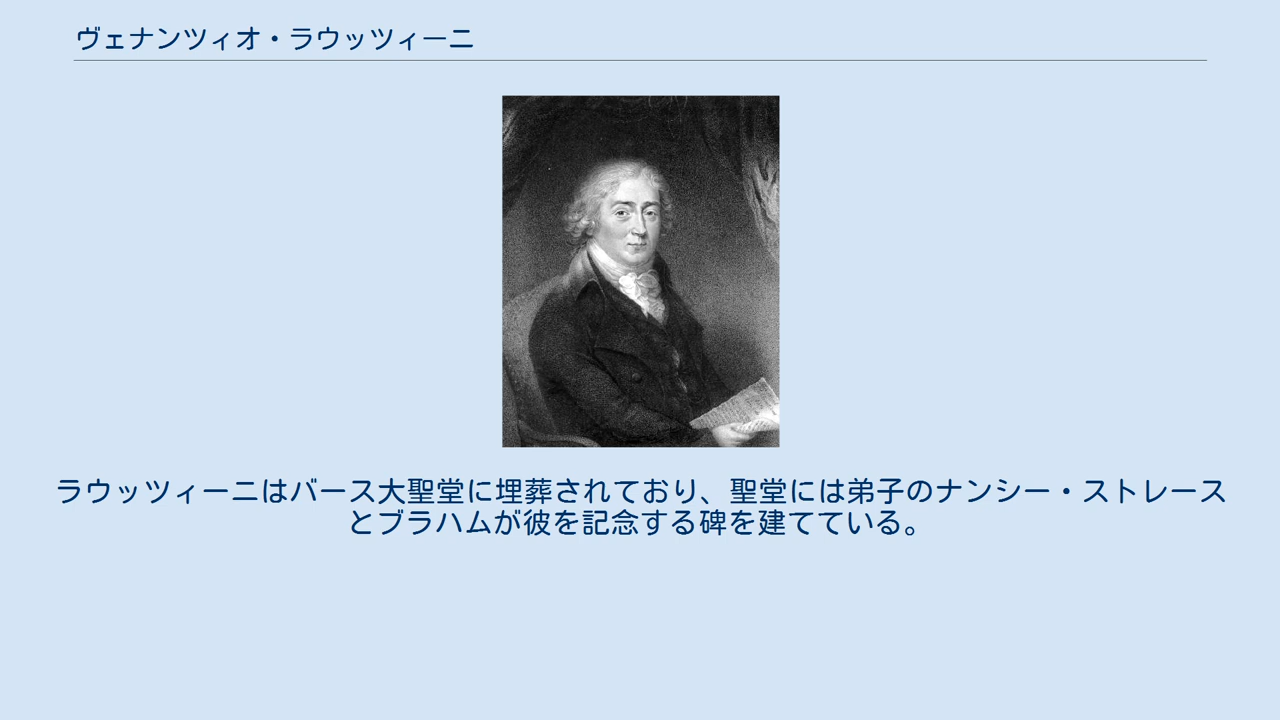 ヴェナンツィオ・ラウッツィーニ
ラウッツィーニはバース大聖堂に埋葬されており、聖堂には弟子のナンシー・ストレース
とブラハムが彼を記念する碑を建てている。